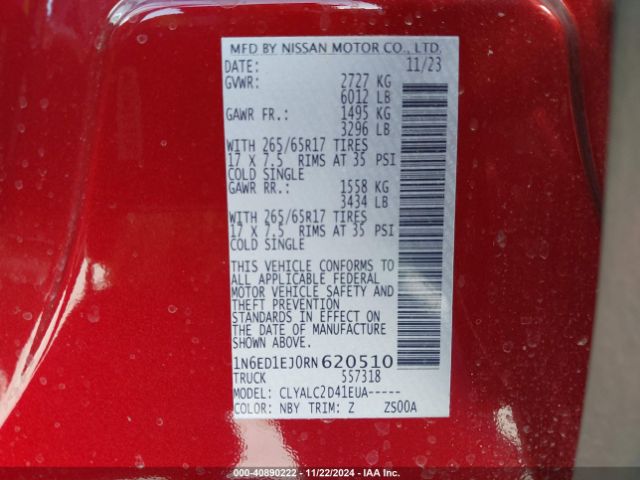 MFD BY NISSAN MOTOR CO., LTD.
DATE: 11/23
GVWR: 2727 KG
6012 LB
GAWR FR.: 1495 KG
3296 LB
WITH 265/65R17 TIRES
17 X 7.5 RIMS AT 35 PSI
COLD SINGLE
GAWR RR.: 1558 KG
3434 LB
WITH 265/65R17 TIRES
17 X 7.5 RIMS AT 35 PSI
COLD SINGLE
THIS VEHICLE CONFORMS TO
ALL APPLICABLE FEDERAL
MOTOR VEHICLE SAFETY AND
THEFT PREVENTION
STANDARDS IN EFFECT ON
THE DATE OF MANUFACTURE
SHOWN ABOVE.
1N6ED1EJ0RN620510
TRUCK 557318
MODEL: CLYALC2D41EUA-----
COLOR: NBY TRIM: Z ZS00A
000-40890222 - 11/22/2024 - IAA Inc.